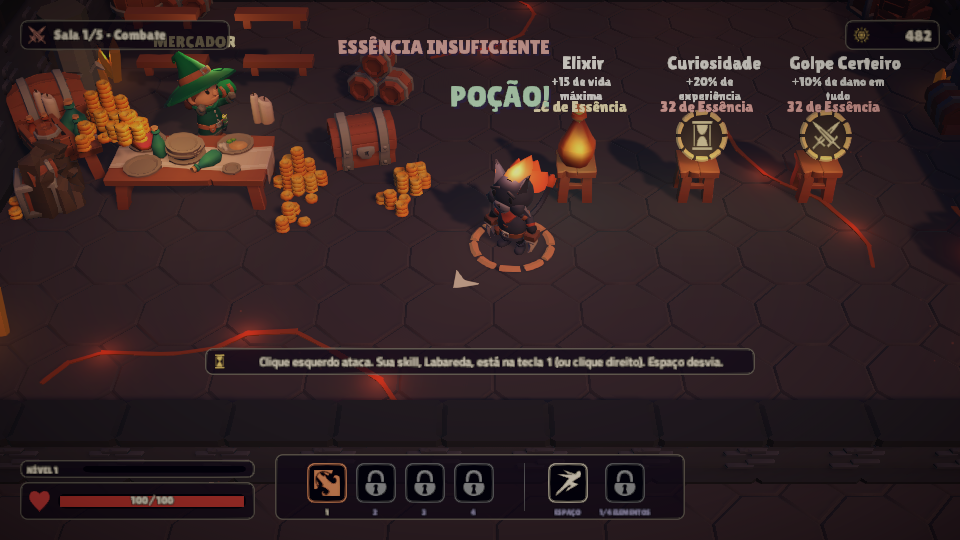 Sala 1/5 - Combate
MERCADOR
482
ESSÊNCIA INSUFICIENTE
POÇÃO!
Elixir
+15 de vida
máxima
de Essência
Curiosidade
+20% de
experiência
32 de Essência
Golpe Certeiro
+10% de dano em
tudo
32 de Essência
Clique esquerdo ataca. Sua skill, Labareda, está na tecla 1 (ou clique direito). Espaço desvia.
NÍVEL 1
100/100
1
2
3
4
ESPAÇO
1/4 ELEMENTOS